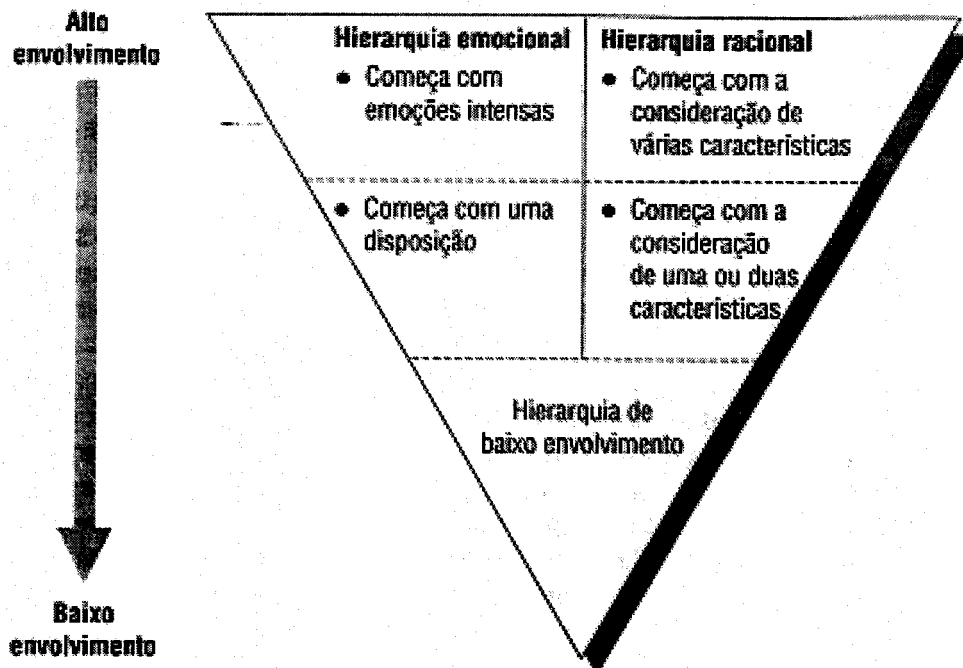 Alto
envolvimento
Hierarquia emocional
• Começa com
emoções intensas
Hierarquia racional
• Começa com a
consideração de
várias características
• Começa com uma
disposição
• Começa com a
consideração
de uma ou duas
características
Hierarquia de
baixo envolvimento
Baixo
envolvimento